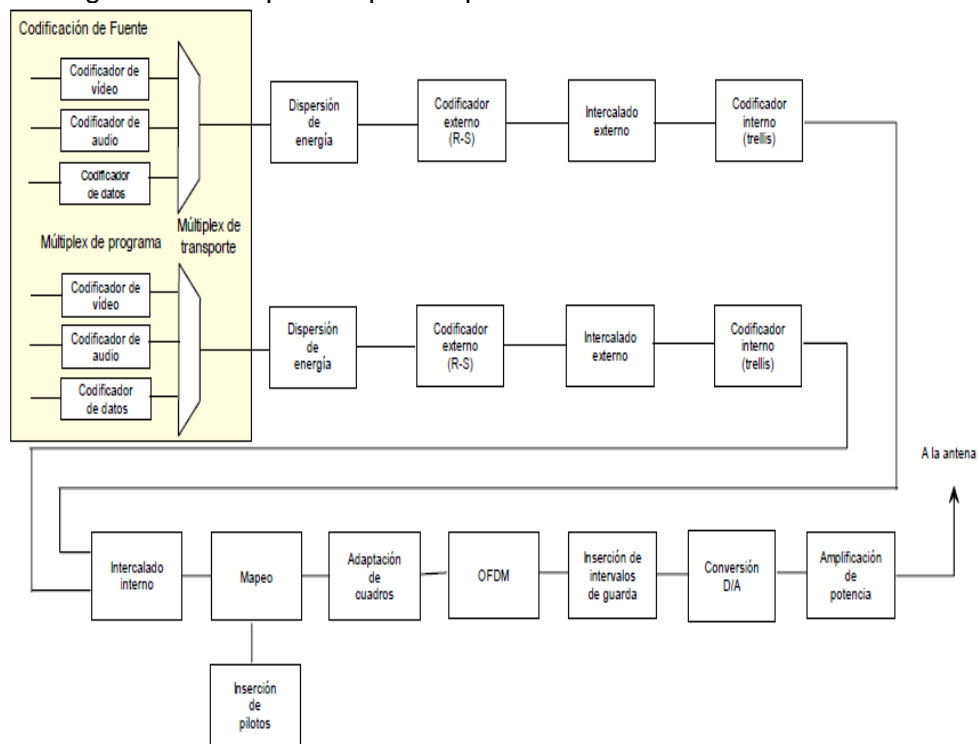 Codificación de Fuente
Codificador de
vídeo
Codificador de
audio
Codificador
de datos
Múltiplex de programa
Múltiplex de
transporte
Dispersión
de
energía
Codificador
externo
(R-S)
Intercalado
externo
Codificador
interno
(trellis)
Codificador de
vídeo
Codificador de
audio
Codificador
de datos
Dispersión
de
energía
Codificador
externo
(R-S)
Intercalado
externo
Codificador
interno
(trellis)
A la antena
Intercalado
interno
Mapeo
Adaptación
de
cuadros
OFDM
Inserción de
intervalos
de guarda
Conversión
D/A
Amplificación
de
potencia
Inserción
de
pilotos